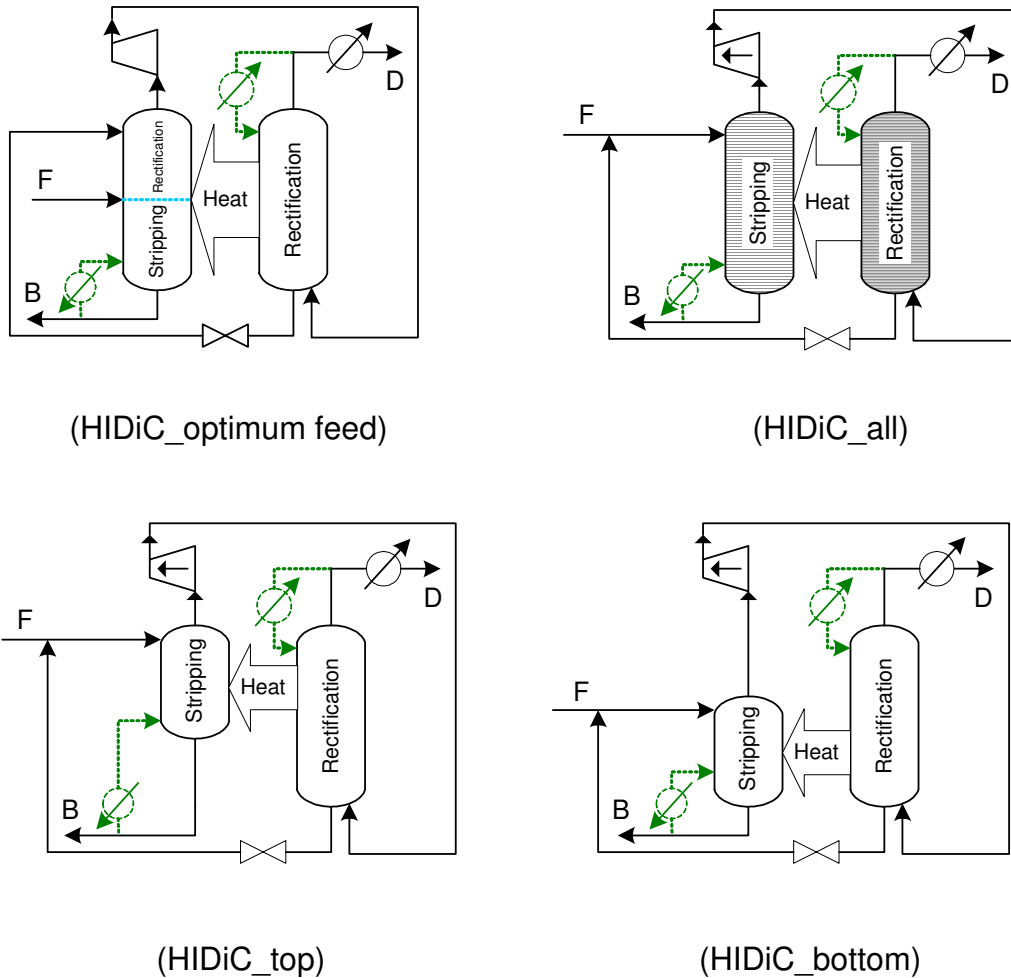 D
F
Stripping
Rectification
Heat
Rectification
B
(HIDiC_optimum feed)
D
F
Stripping
Heat
Rectification
B
(HIDiC_all)
D
F
Stripping
Heat
Rectification
B
(HIDiC_top)
D
F
Stripping
Heat
Rectification
B
(HIDiC_bottom)